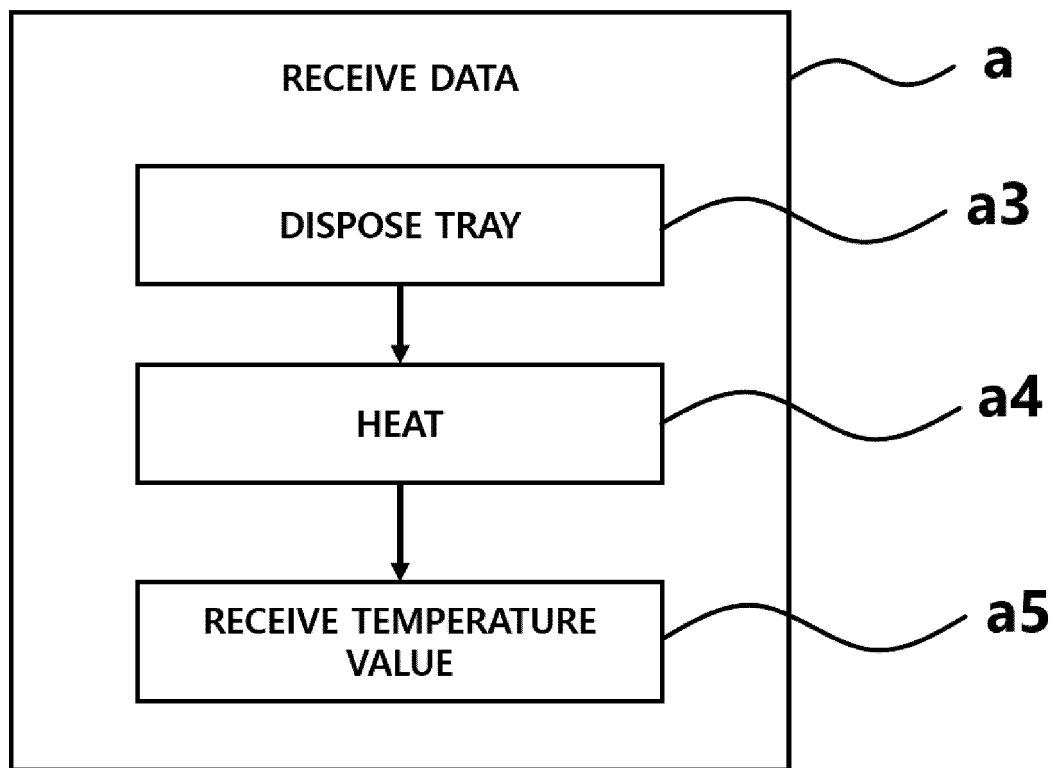 RECEIVE DATA
a
DISPOSE TRAY
a3
HEAT
a4
RECEIVE TEMPERATURE
VALUE
a5